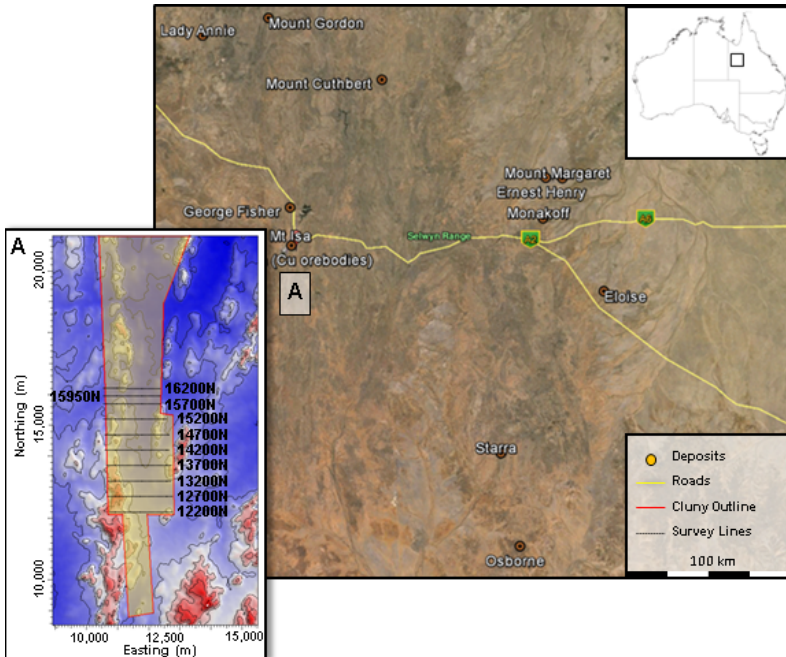 Lady Annie
Mount Gordon
Mount Cuthbert
Mount Margaret
Ernest Henry
Monakoff
George Fisher
Mt Isa
(Cu orebodies)
Selwyn Range
A
Eloise
Starra
Osborne
Deposits
Roads
Cluny Outline
Survey Lines
100 km
A
Northing (m)
20,000
15,000
10,000
16200N
15950N
15700N
15200N
14700N
14200N
13700N
13200N
12700N
12200N
10,000
12,500
15,000
Easting (m)